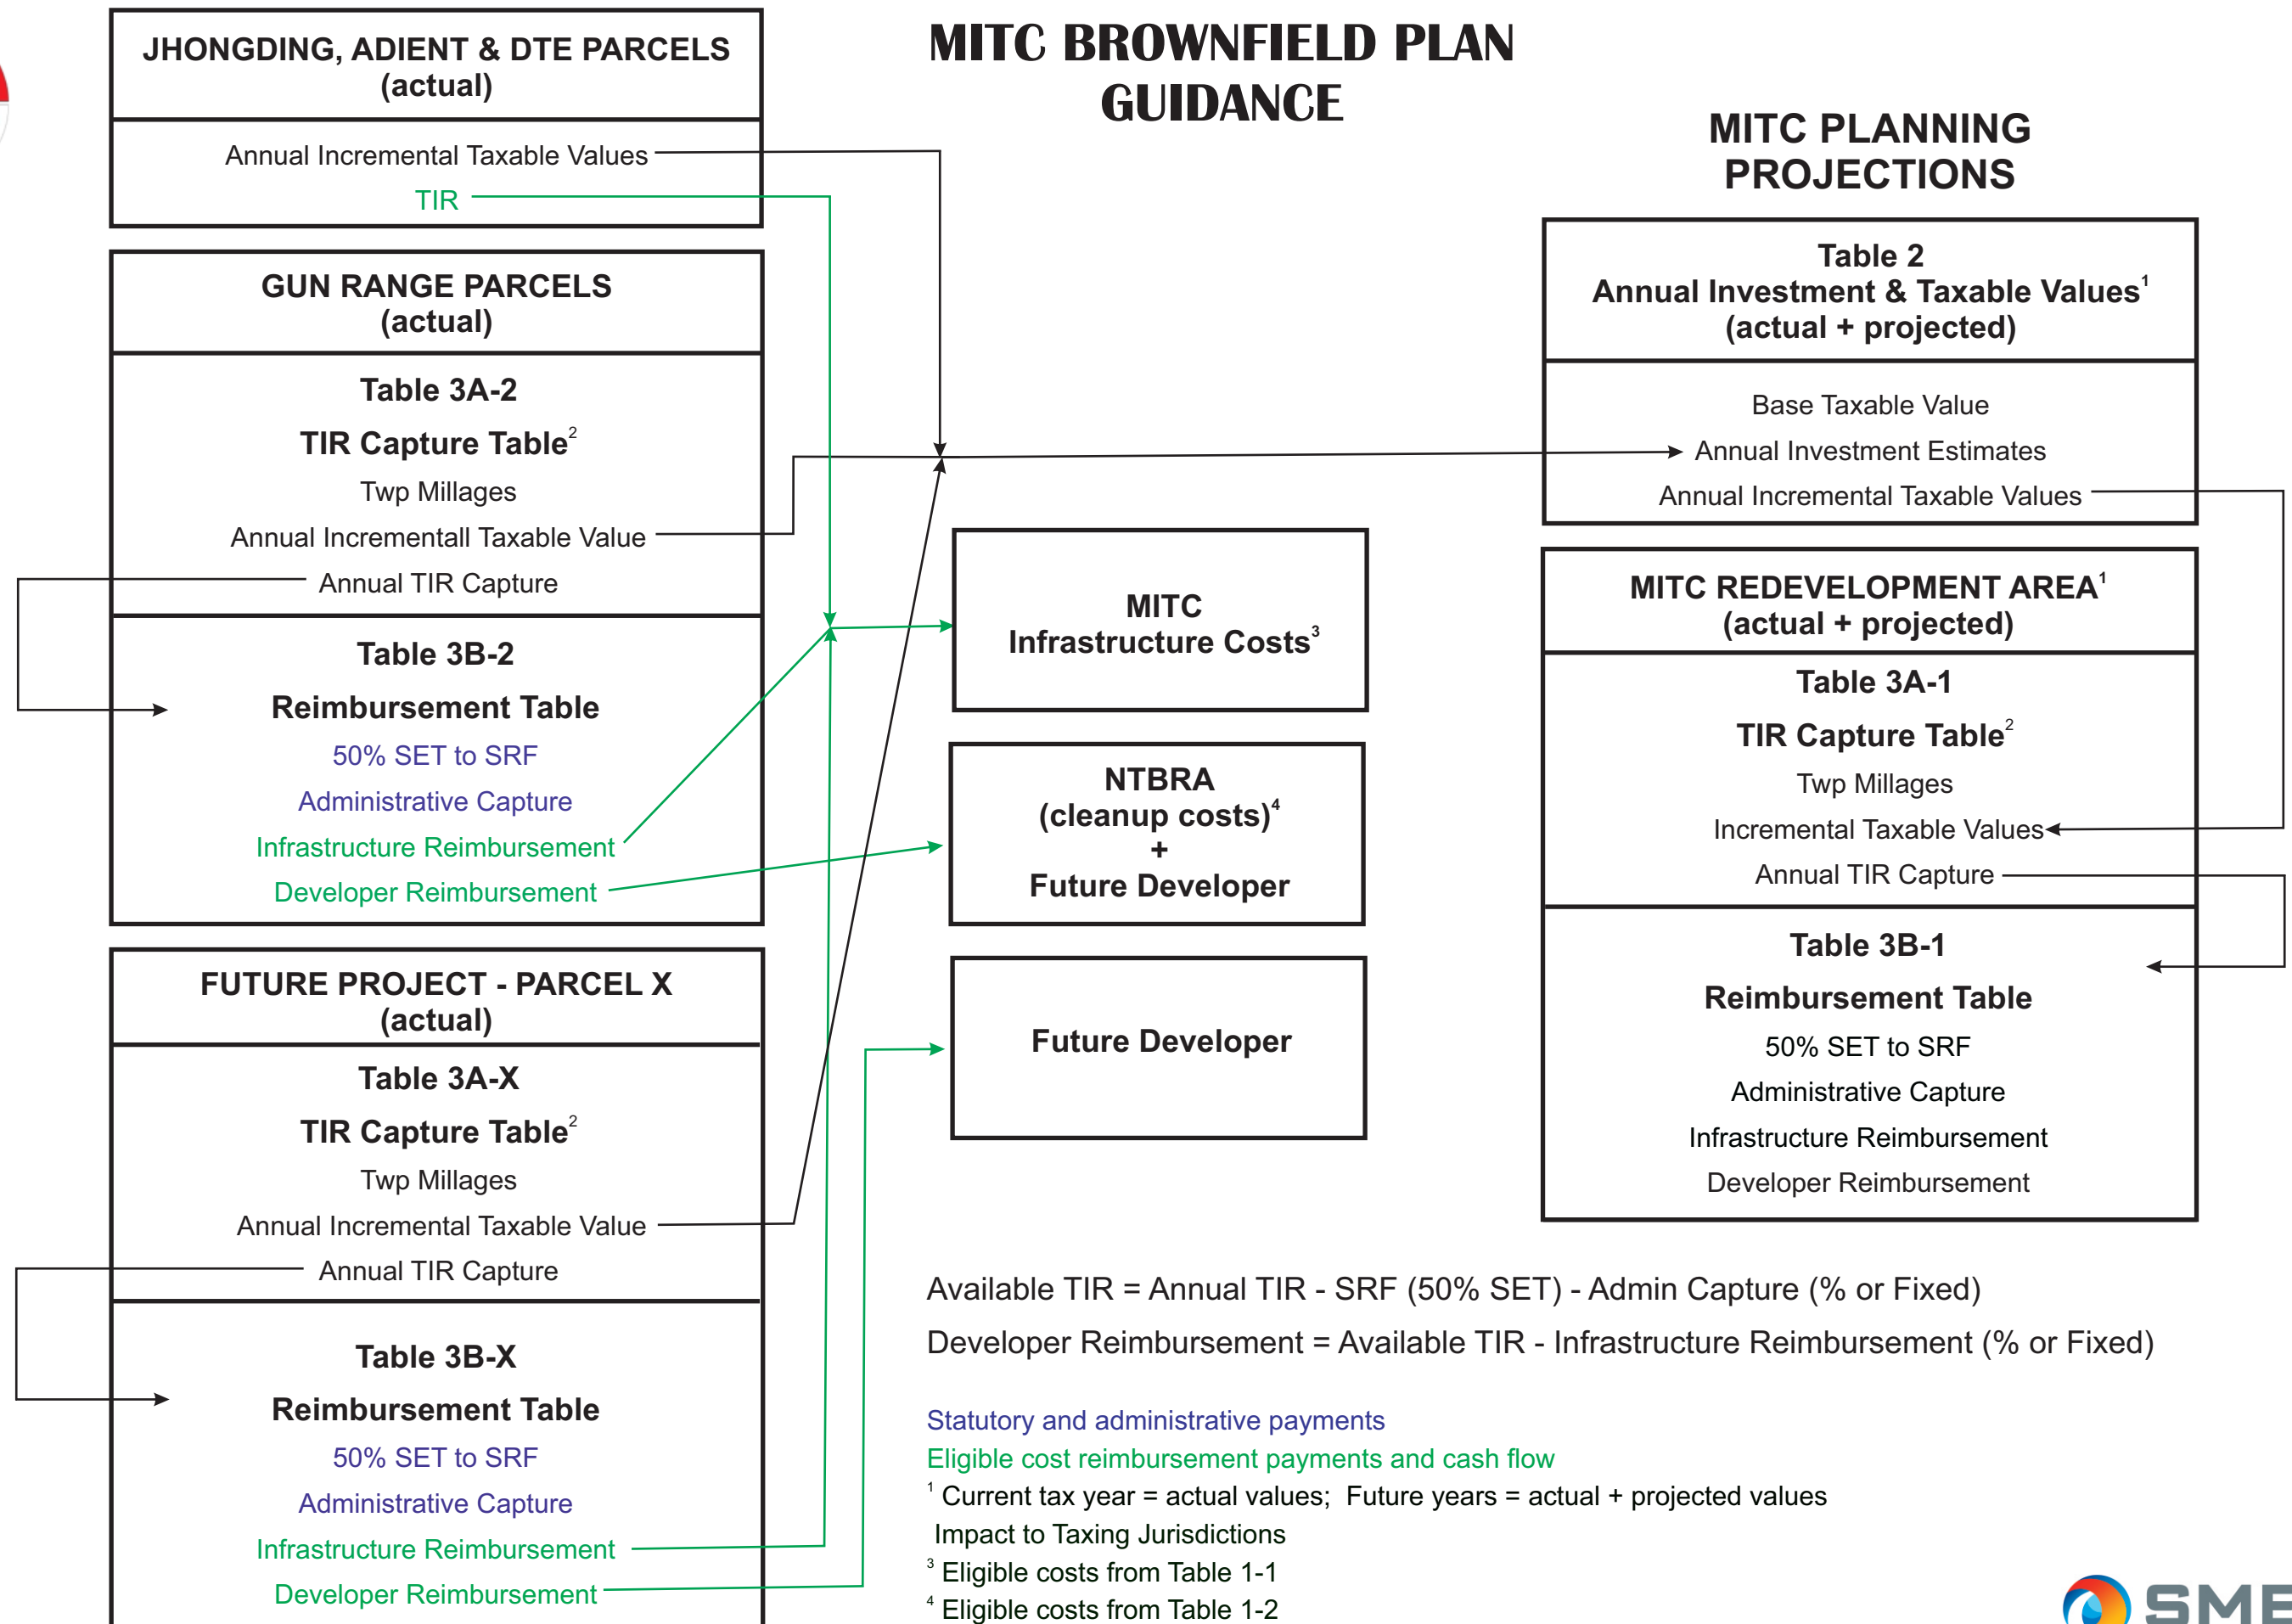 MITC BROWNFIELD PLAN
GUIDANCE
JHONGDING, ADIENT & DTE PARCELS
(actual)
Annual Incremental Taxable Values
TIR
GUN RANGE PARCELS
(actual)
Table 3A-2
TIR Capture Table²
Twp Millages
Annual Incrementall Taxable Value
Annual TIR Capture
Table 3B-2
Reimbursement Table
50% SET to SRF
Administrative Capture
Infrastructure Reimbursement
Developer Reimbursement
FUTURE PROJECT - PARCEL X
(actual)
Table 3A-X
TIR Capture Table²
Twp Millages
Annual Incremental Taxable Value
Annual TIR Capture
Table 3B-X
Reimbursement Table
50% SET to SRF
Administrative Capture
Infrastructure Reimbursement
Developer Reimbursement
MITC
Infrastructure Costs³
NTBRA
(cleanup costs)⁴
+
Future Developer
Future Developer
MITC PLANNING
PROJECTIONS
Table 2
Annual Investment & Taxable Values¹
(actual + projected)
Base Taxable Value
Annual Investment Estimates
Annual Incremental Taxable Values
MITC REDEVELOPMENT AREA¹
(actual + projected)
Table 3A-1
TIR Capture Table²
Twp Millages
Incremental Taxable Values
Annual TIR Capture
Table 3B-1
Reimbursement Table
50% SET to SRF
Administrative Capture
Infrastructure Reimbursement
Developer Reimbursement
Available TIR = Annual TIR - SRF (50% SET) - Admin Capture (% or Fixed)
Developer Reimbursement = Available TIR - Infrastructure Reimbursement (% or Fixed)
Statutory and administrative payments
Eligible cost reimbursement payments and cash flow
¹ Current tax year = actual values; Future years = actual + projected values
Impact to Taxing Jurisdictions
³ Eligible costs from Table 1-1
⁴ Eligible costs from Table 1-2
SME